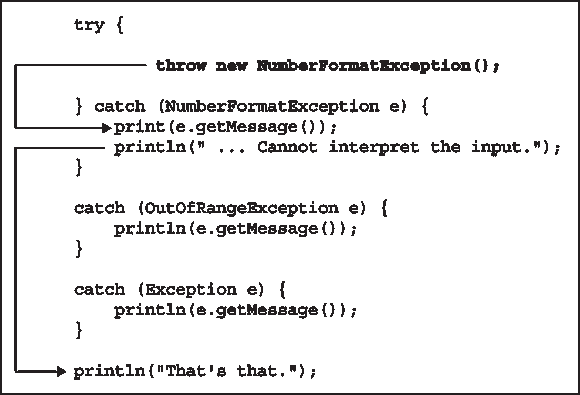 try {
throw new NumberFormatException();
} catch (NumberFormatException e) {
print(e.getMessage());
println(" ... Cannot interpret the input.");
}
catch (OutOfRangeException e) {
println(e.getMessage());
}
catch (Exception e) {
println(e.getMessage());
}
println("That's that.");